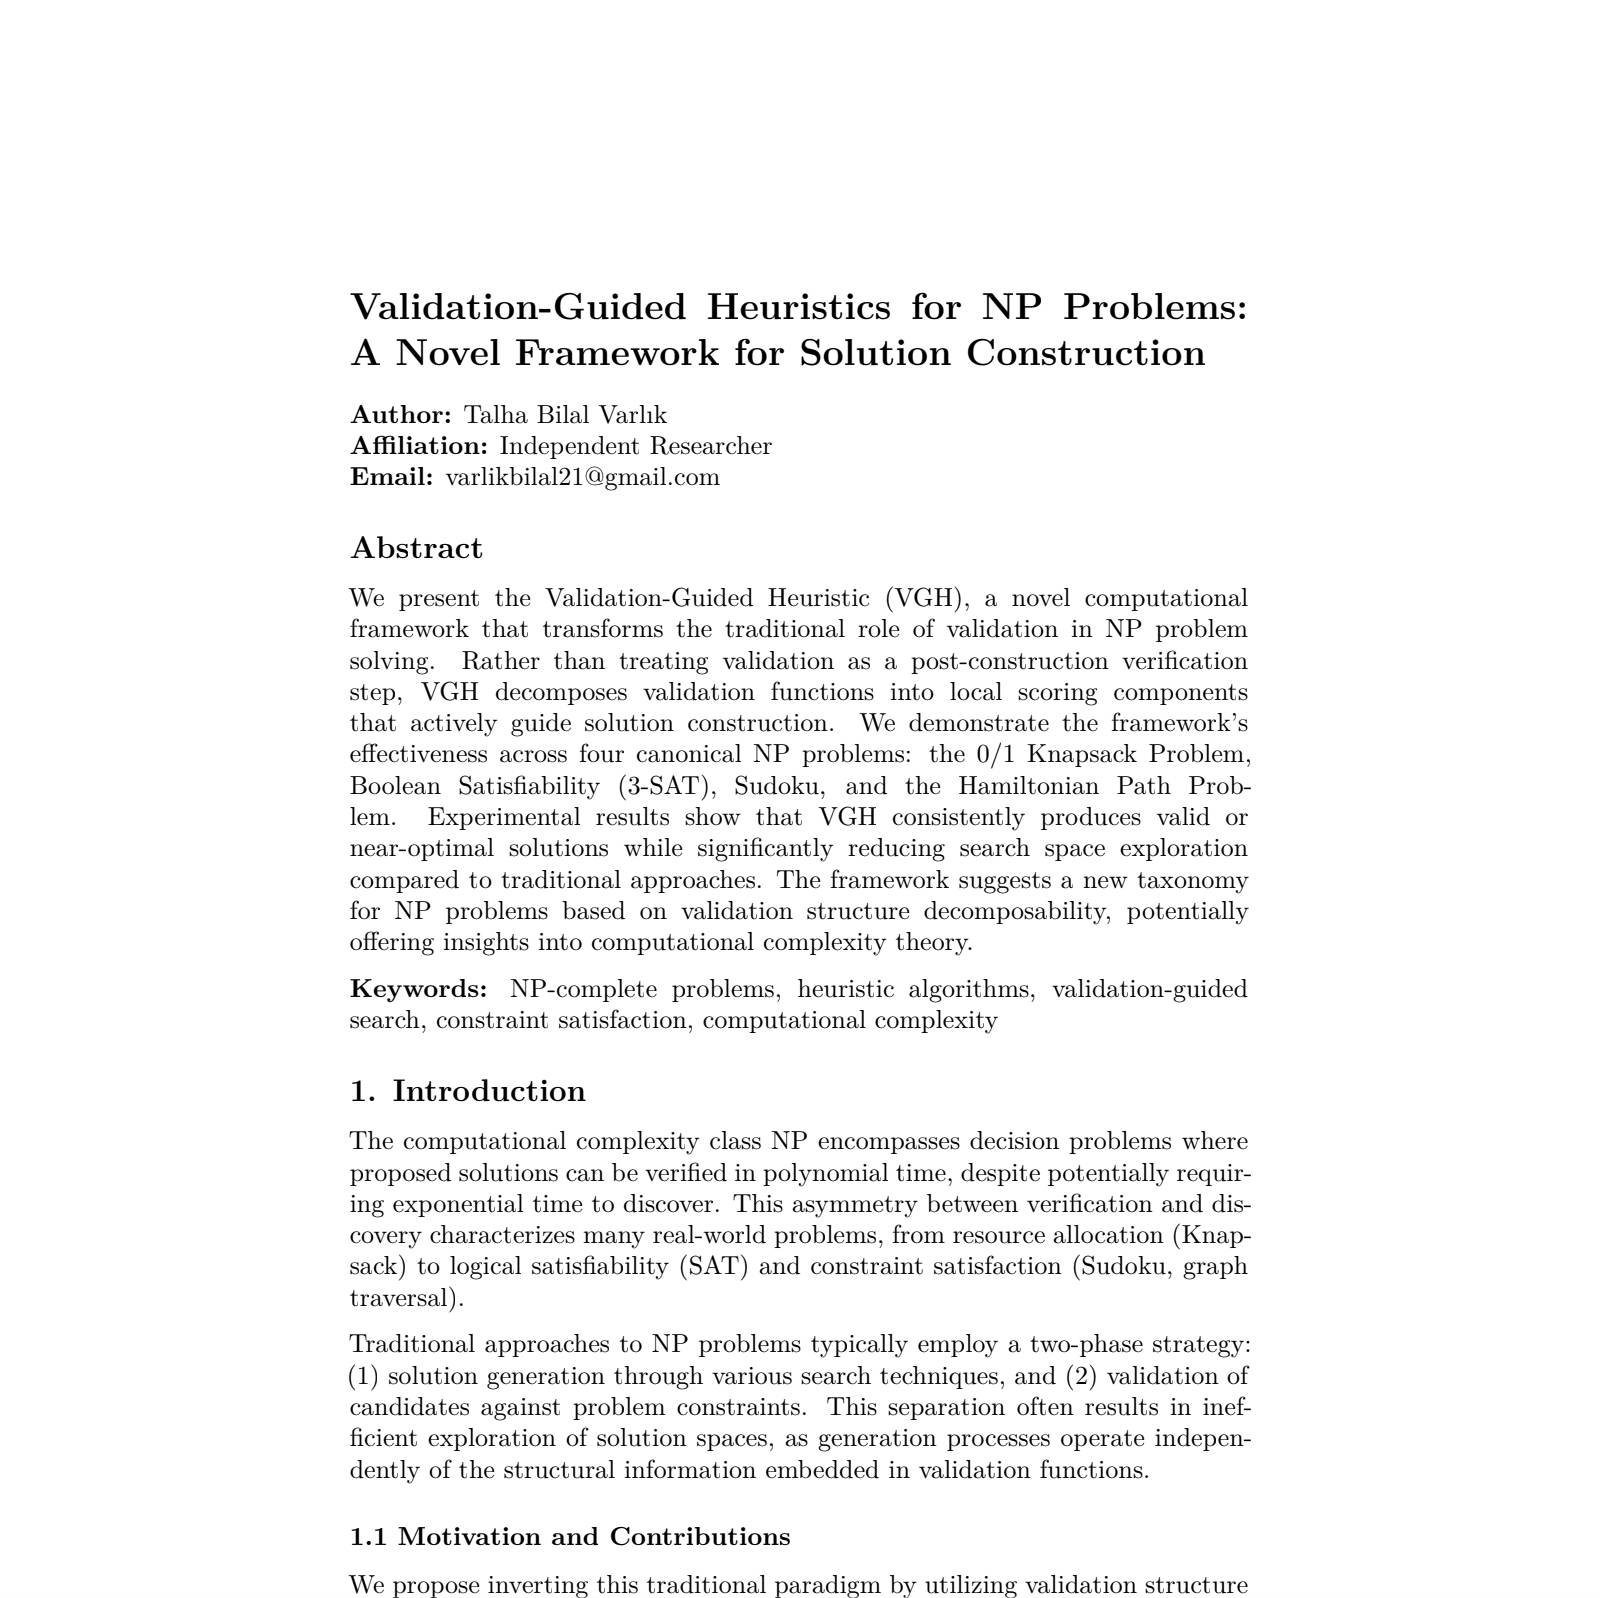 Validation-Guided Heuristics for NP Problems:
A Novel Framework for Solution Construction
Author: Talha Bilal Varlık
Affiliation: Independent Researcher
Email: varlikbilal21@gmail.com
Abstract
We present the Validation-Guided Heuristic (VGH), a novel computational
framework that transforms the traditional role of validation in NP problem
solving. Rather than treating validation as a post-construction verification
step, VGH decomposes validation functions into local scoring components
that actively guide solution construction. We demonstrate the framework's
effectiveness across four canonical NP problems: the 0/1 Knapsack Problem,
Boolean Satisfiability (3-SAT), Sudoku, and the Hamiltonian Path Prob-
lem. Experimental results show that VGH consistently produces valid or
near-optimal solutions while significantly reducing search space exploration
compared to traditional approaches. The framework suggests a new taxonomy
for NP problems based on validation structure decomposability, potentially
offering insights into computational complexity theory.
Keywords: NP-complete problems, heuristic algorithms, validation-guided
search, constraint satisfaction, computational complexity
1. Introduction
The computational complexity class NP encompasses decision problems where
proposed solutions can be verified in polynomial time, despite potentially requir-
ing exponential time to discover. This asymmetry between verification and dis-
covery characterizes many real-world problems, from resource allocation (Knap-
sack) to logical satisfiability (SAT) and constraint satisfaction (Sudoku, graph
traversal).
Traditional approaches to NP problems typically employ a two-phase strategy:
(1) solution generation through various search techniques, and (2) validation of
candidates against problem constraints. This separation often results in inef-
ficient exploration of solution spaces, as generation processes operate indepen-
dently of the structural information embedded in validation functions.
1.1 Motivation and Contributions
We propose inverting this traditional paradigm by utilizing validation structure